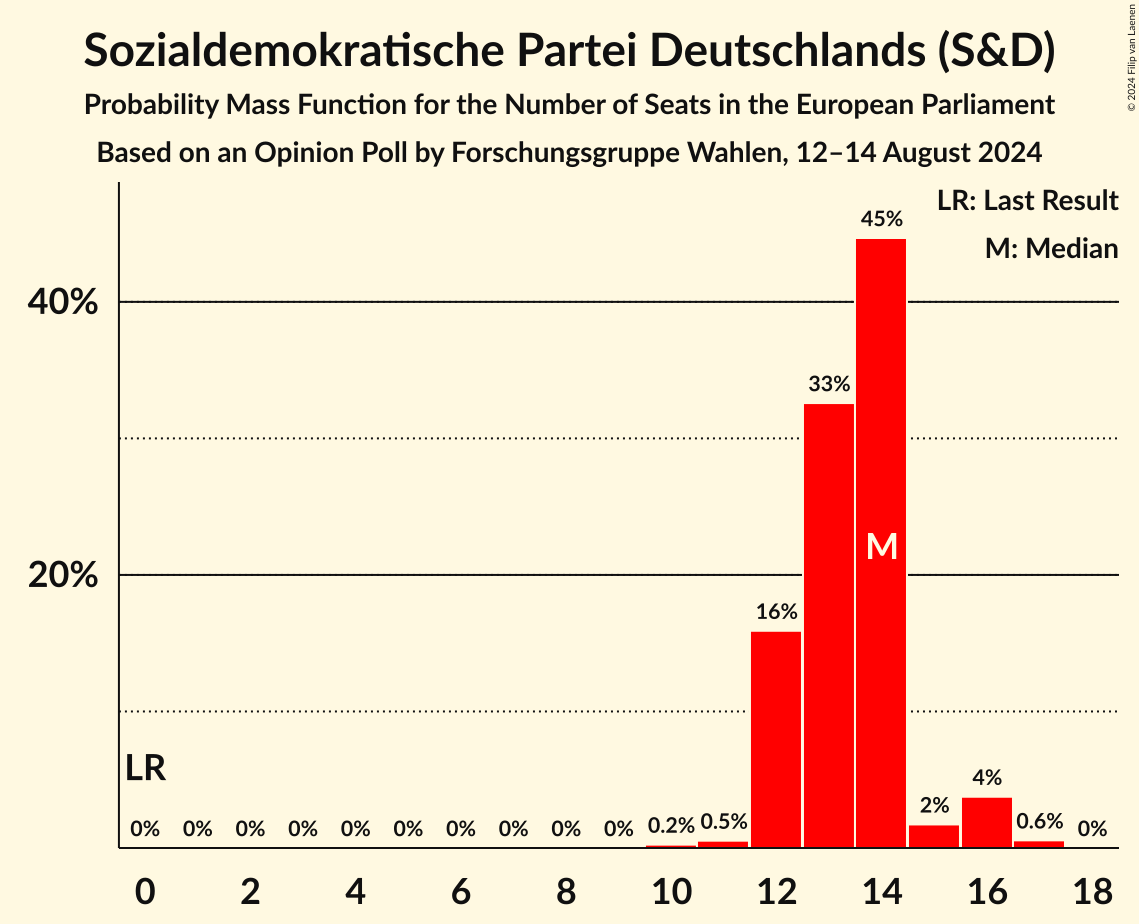 Sozialdemokratische Partei Deutschlands (S&D)
Probability Mass Function for the Number of Seats in the European Parliament
Based on an Opinion Poll by Forschungsgruppe Wahlen, 12–14 August 2024
© 2024 Filip van Laenen
LR: Last Result
M: Median
45%
40%
33%
M
20%
16%
LR
4%
2%
0% 0% 0% 0% 0% 0% 0% 0% 0% 0% 0.2% 0.5% 0.6% 0%
0 2 4 6 8 10 12 14 16 18